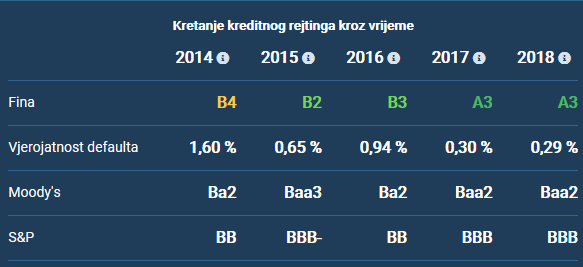 Kretanje kreditnog rejtinga kroz vrijeme
2014 2015 2016 2017 2018
Fina B4 B2 B3 A3 A3
Vjerojatnost defaulta 1,60 % 0,65 % 0,94 % 0,30 % 0,29 %
Moody's Ba2 Baa3 Ba2 Baa2 Baa2
S&P BB BBB- BB BBB BBB